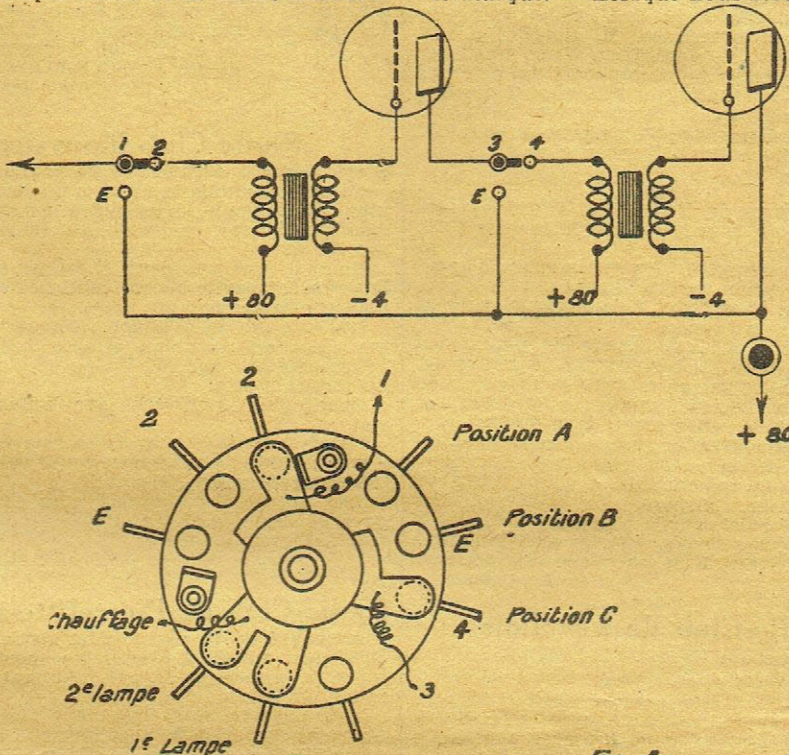 1 2
E
3 4
E
+ 80
- 4
+ 80
- 4
+ 80
2
1
2
Position A
E
Position B
E
Chauffage
4
Position C
2e lampe
3
1e Lampe